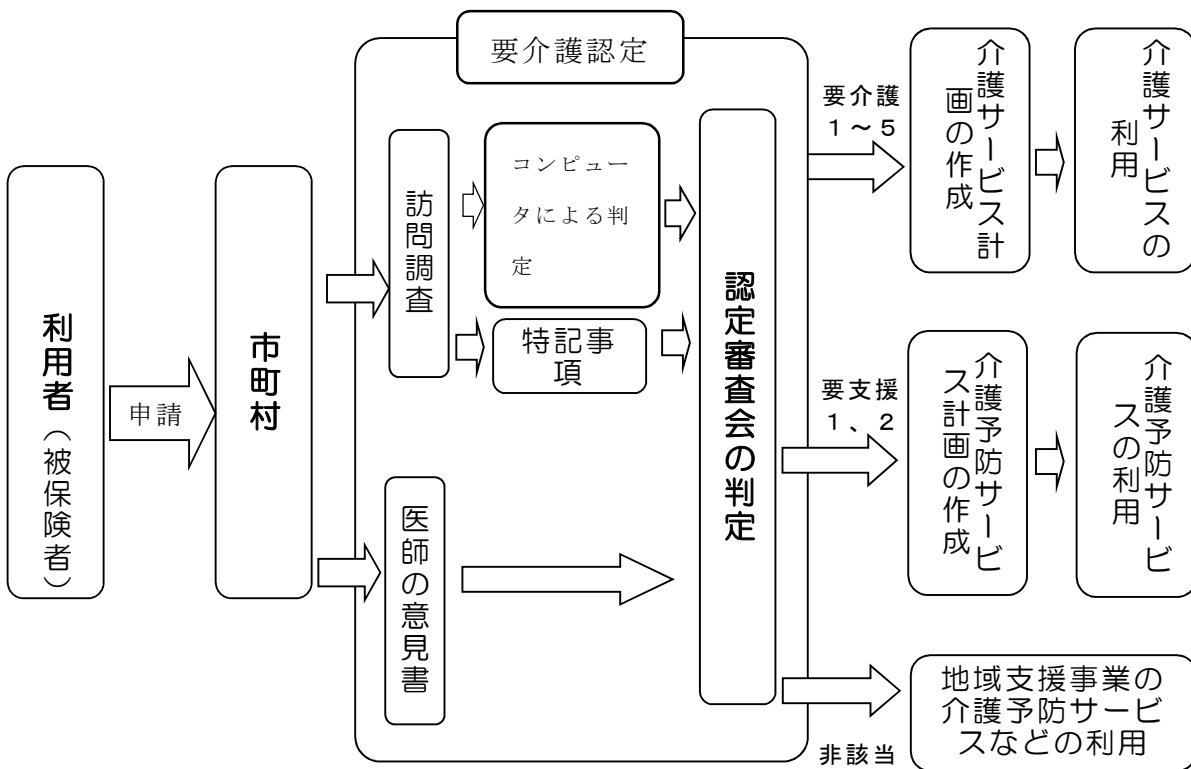 利用者（被保険者）
申請
市町村
要介護認定
訪問調査
コンピュー
タによる判
定
特記事
項
医師の意見書
認定審査会の判定
要介護
１～５
介護サービス計
画の作成
介護サービスの
利用
要支援
１、２
介護予防サービ
ス計画の作成
介護予防サービ
スの利用
非該当
地域支援事業の
介護予防サービ
スなどの利用